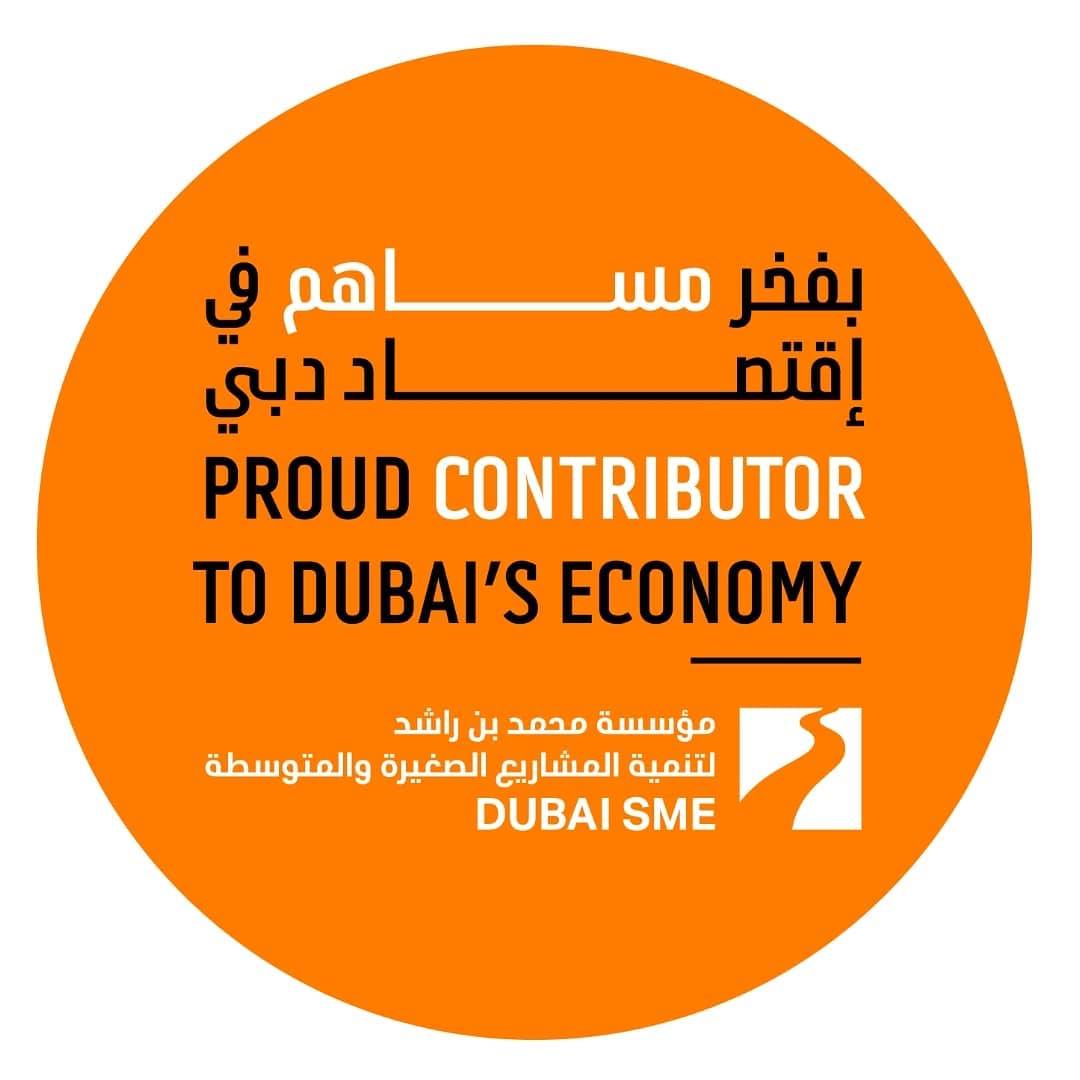 بفخر مساهم في
إقتصاد دبي
PROUD CONTRIBUTOR
TO DUBAI'S ECONOMY
مؤسسة محمد بن راشد
لتنمية المشاريع الصغيرة والمتوسطة
DUBAI SME